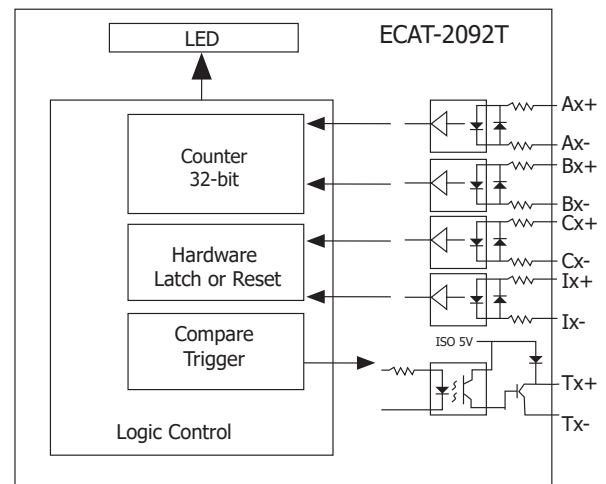 LED
ECAT-2092T
Counter
32-bit
Hardware
Latch or Reset
Compare
Trigger
Logic Control
Ax+
Ax-
Bx+
Bx-
Cx+
Cx-
Ix+
Ix-
ISO 5V
Tx+
Tx-